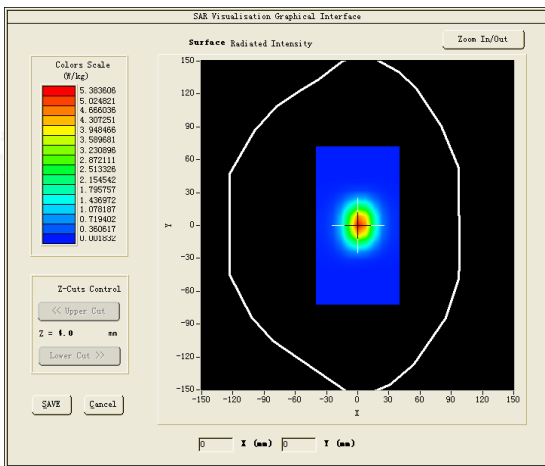 SAR Visualisation Graphical Interface
Surface Radiated Intensity
Zoom In/Out
Colors Scale
(W/kg)
5.383606
5.024821
4.666036
4.307251
3.948466
3.589681
3.230896
2.872111
2.513326
2.154542
1.795757
1.436972
1.078187
0.719402
0.360617
0.001832
Z-Cuts Control
<< Upper Cut
Z = 4.0 mm
Lower Cut >>
SAVE
Cancel
150
120
90
60
30
0
-30
-60
-90
-120
-150
Y
-150 -120 -90 -60 -30 0 30 60 90 120 150
X
0 X (mm) 0 Y (mm)